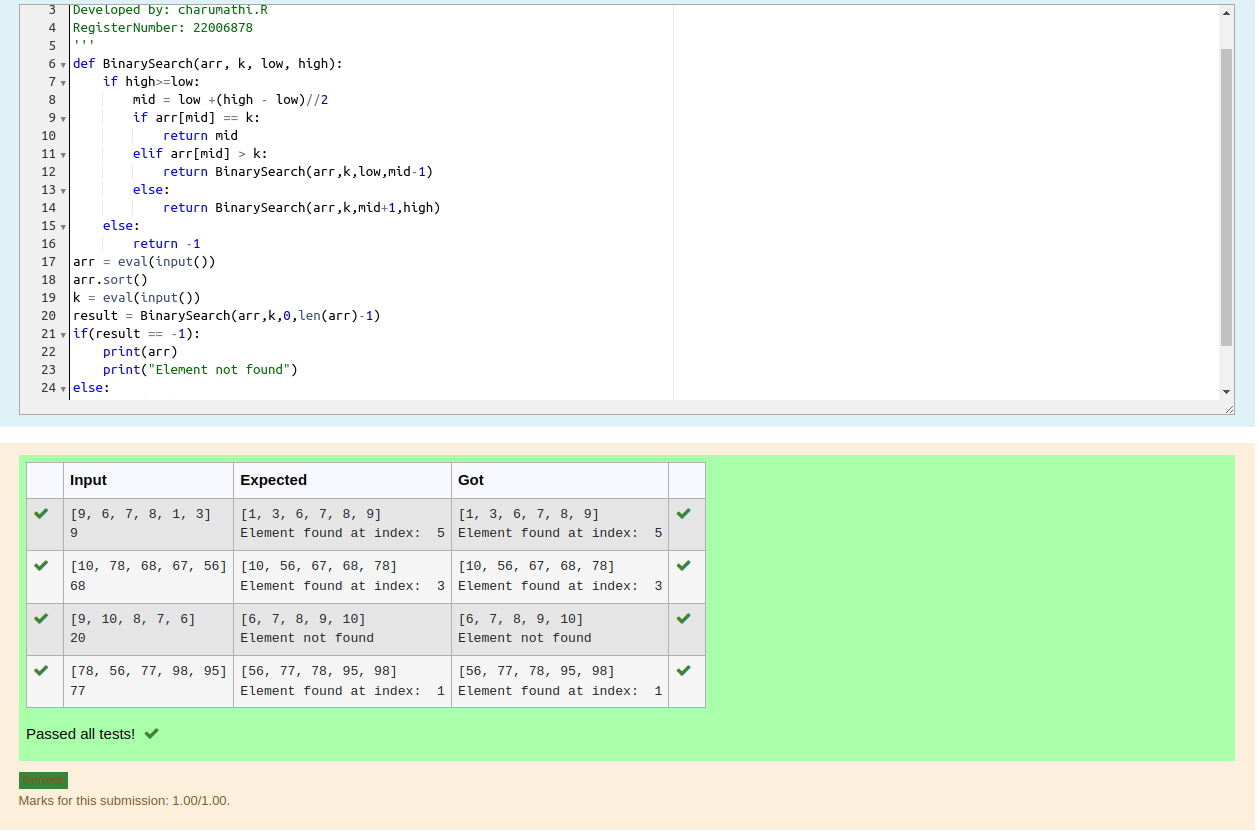 3 Developed by: charumathi.R
4 RegisterNumber: 22006878
5 '''
6 def BinarySearch(arr, k, low, high):
7     if high>=low:
8         mid = low +(high - low)//2
9         if arr[mid] == k:
10             return mid
11         elif arr[mid] > k:
12             return BinarySearch(arr,k,low,mid-1)
13         else:
14             return BinarySearch(arr,k,mid+1,high)
15     else:
16         return -1
17 arr = eval(input())
18 arr.sort()
19 k = eval(input())
20 result = BinarySearch(arr,k,0,len(arr)-1)
21 if(result == -1):
22     print(arr)
23     print("Element not found")
24 else:
Input Expected Got
[9, 6, 7, 8, 1, 3] [1, 3, 6, 7, 8, 9] [1, 3, 6, 7, 8, 9]
9 Element found at index:  5 Element found at index:  5
[10, 78, 68, 67, 56] [10, 56, 67, 68, 78] [10, 56, 67, 68, 78]
68 Element found at index:  3 Element found at index:  3
[9, 10, 8, 7, 6] [6, 7, 8, 9, 10] [6, 7, 8, 9, 10]
20 Element not found Element not found
[78, 56, 77, 98, 95] [56, 77, 78, 95, 98] [56, 77, 78, 95, 98]
77 Element found at index:  1 Element found at index:  1
Passed all tests!
Correct
Marks for this submission: 1.00/1.00.